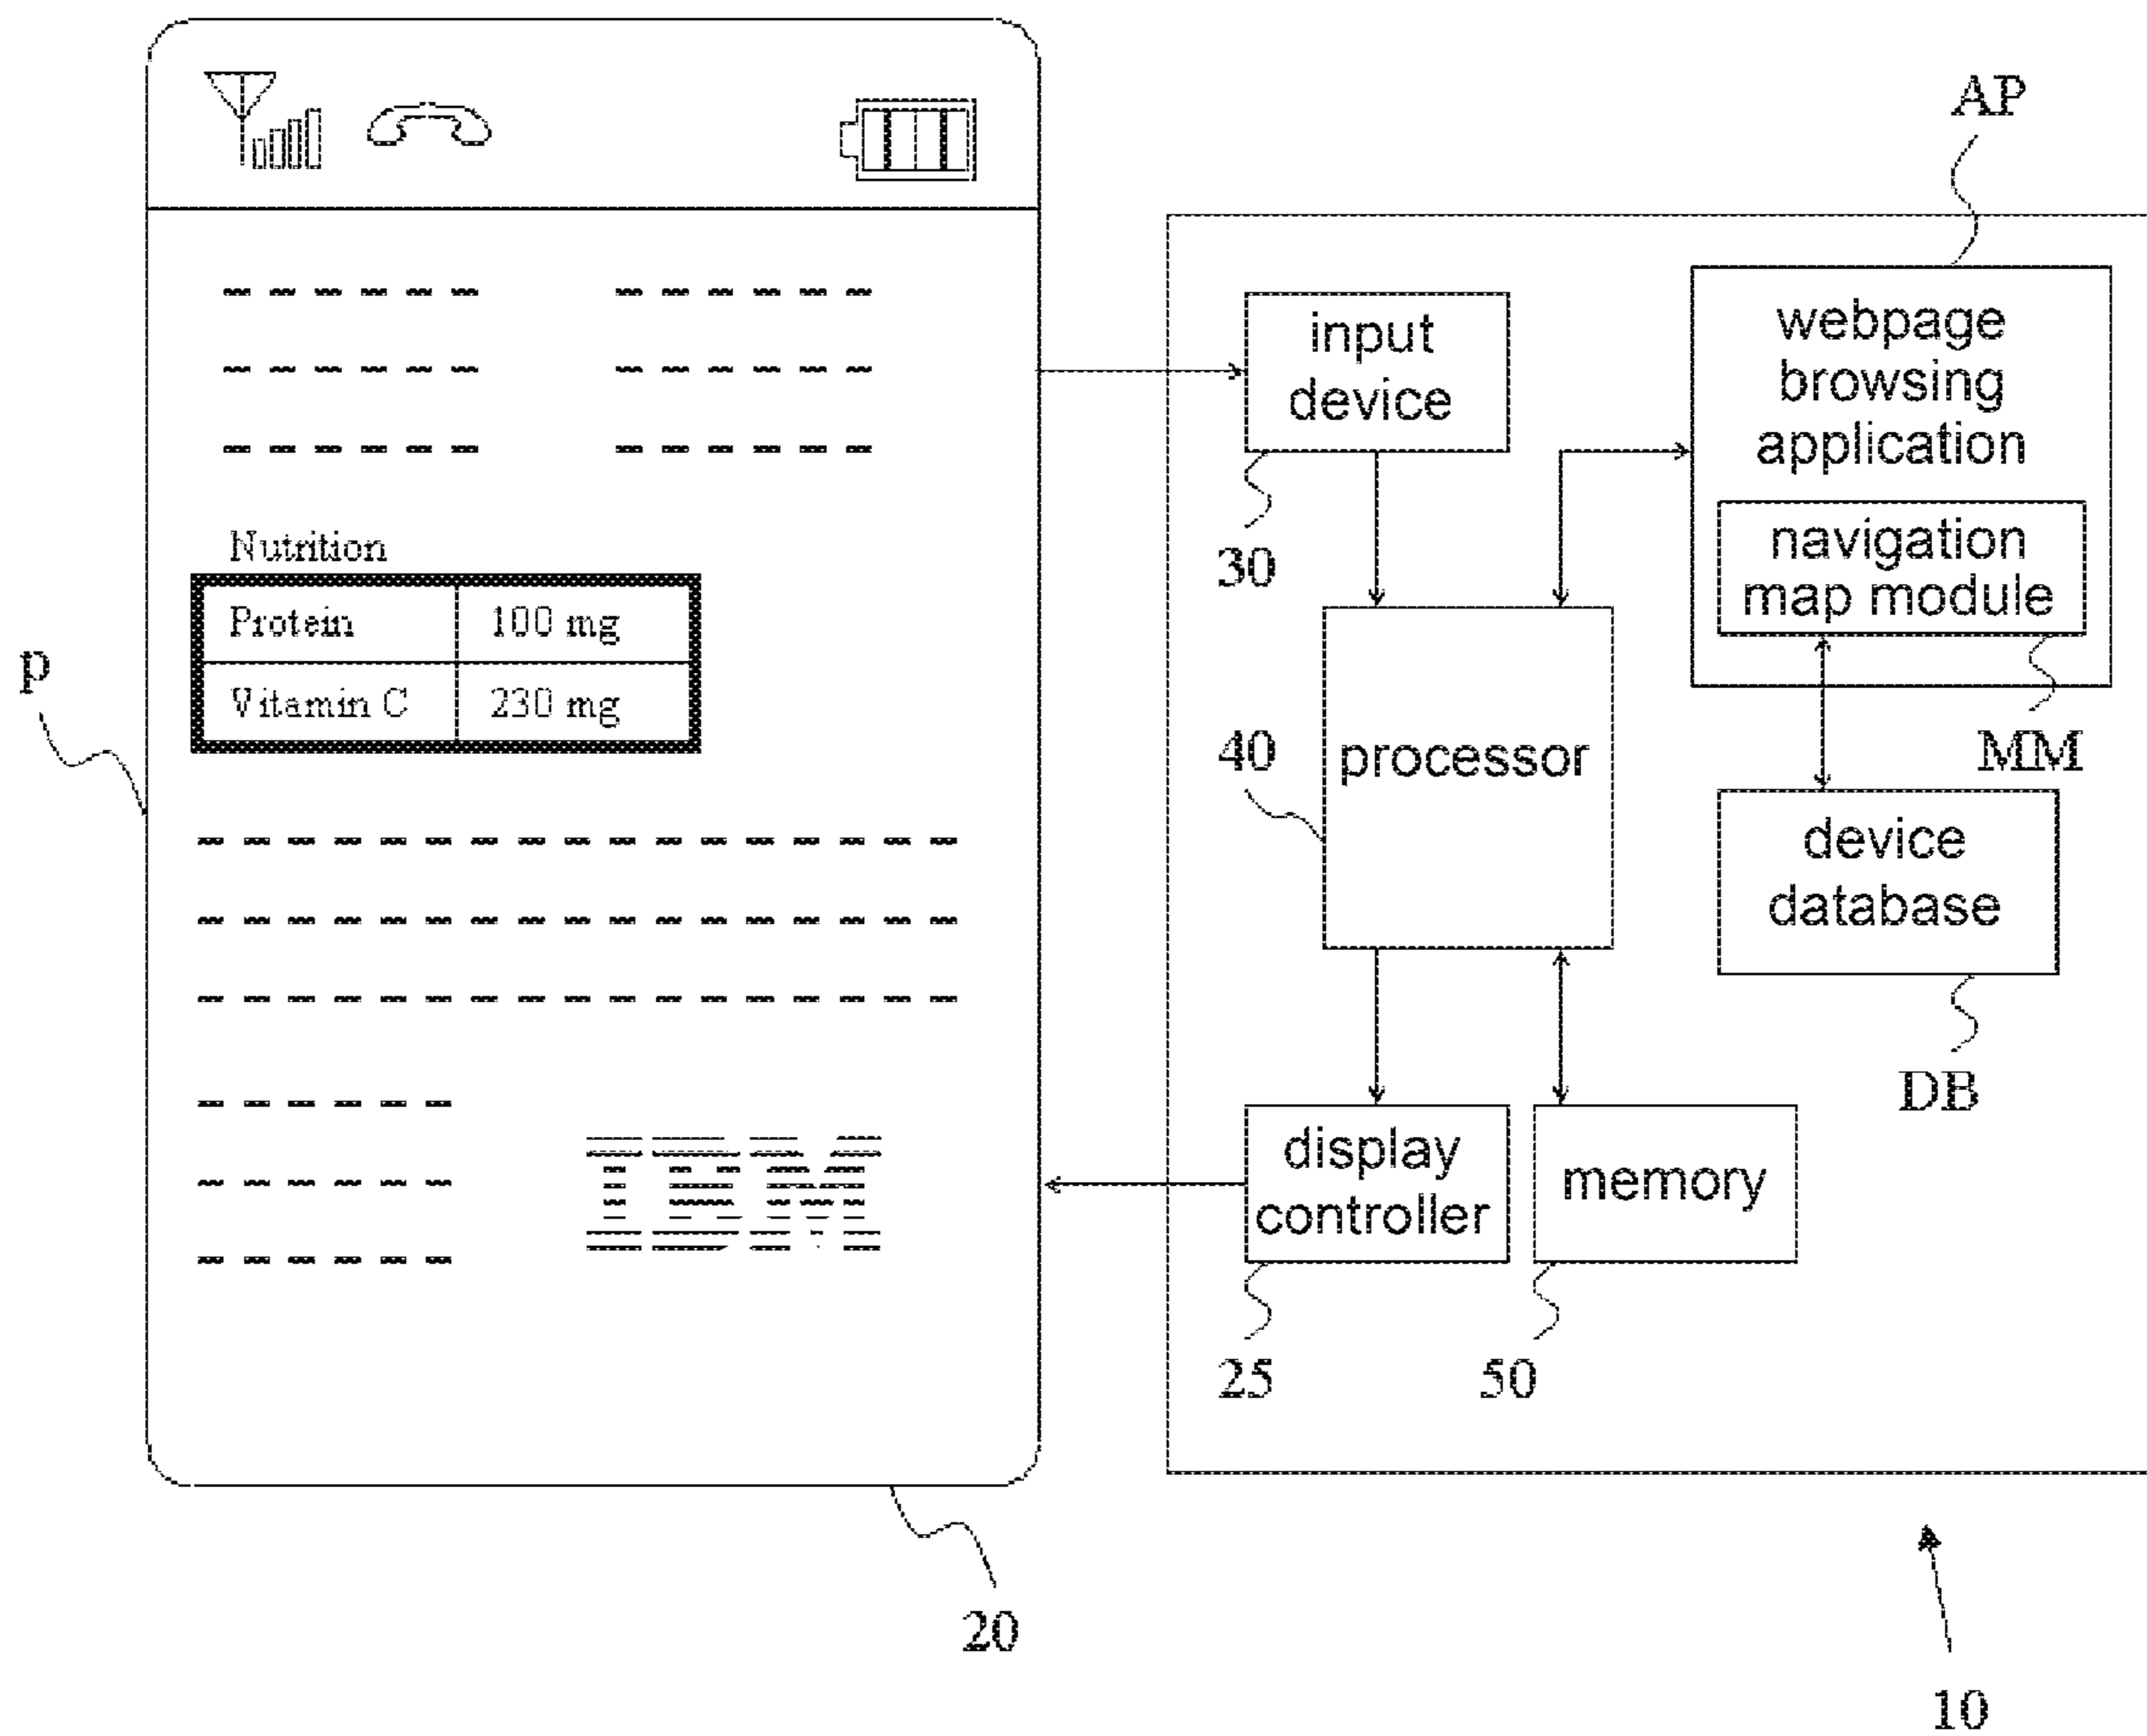 Nutrition
Protein 100 mg
Vitamin C 230 mg
IBM
p
20
AP
input
device
30
webpage
browsing
application
navigation
map module
MM
40
processor
device
database
DB
display
controller
25
memory
50
10